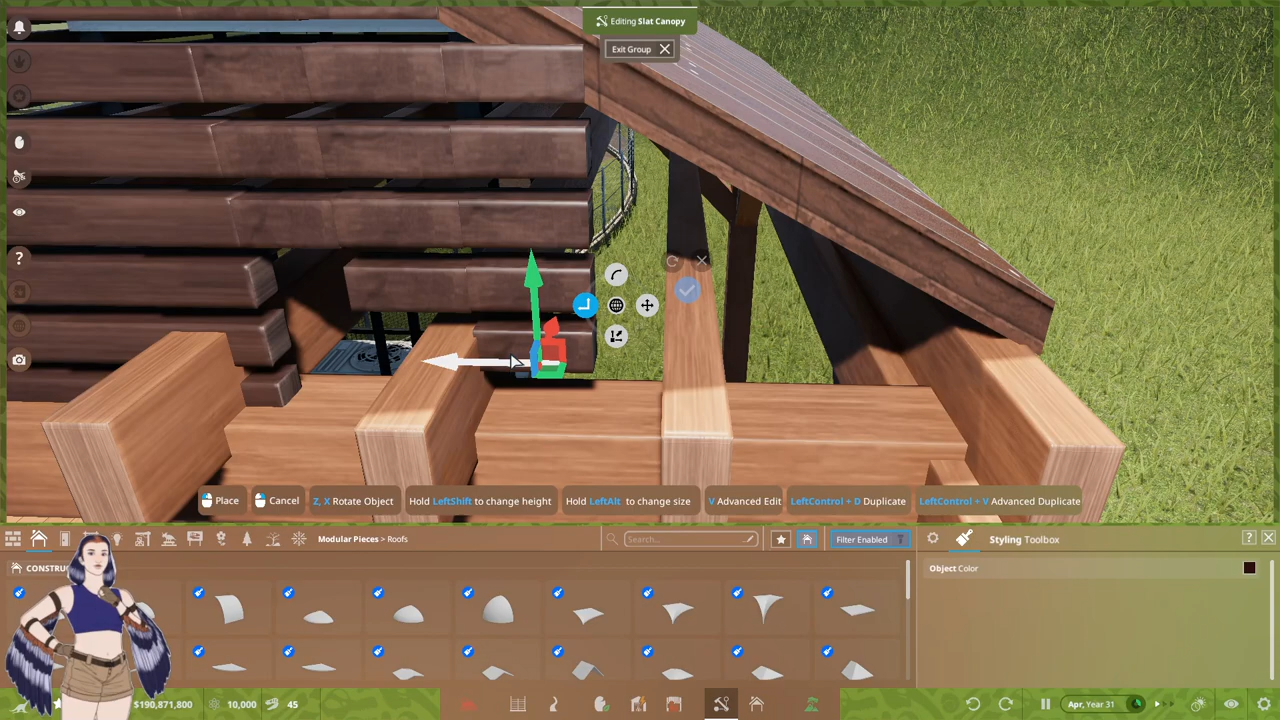 Editing Slat Canopy
Exit Group
?
Place
Cancel
Z, X Rotate Object
Hold LeftShift to change height
Hold LeftAlt to change size
V Advanced Edit
LeftControl + D Duplicate
LeftControl + V Advanced Duplicate
Modular Pieces > Roofs
Search...
Filter Enabled
Styling Toolbox
?
CONSTRU
Object Color
$190,871,800
10,000
45
Apr, Year 31